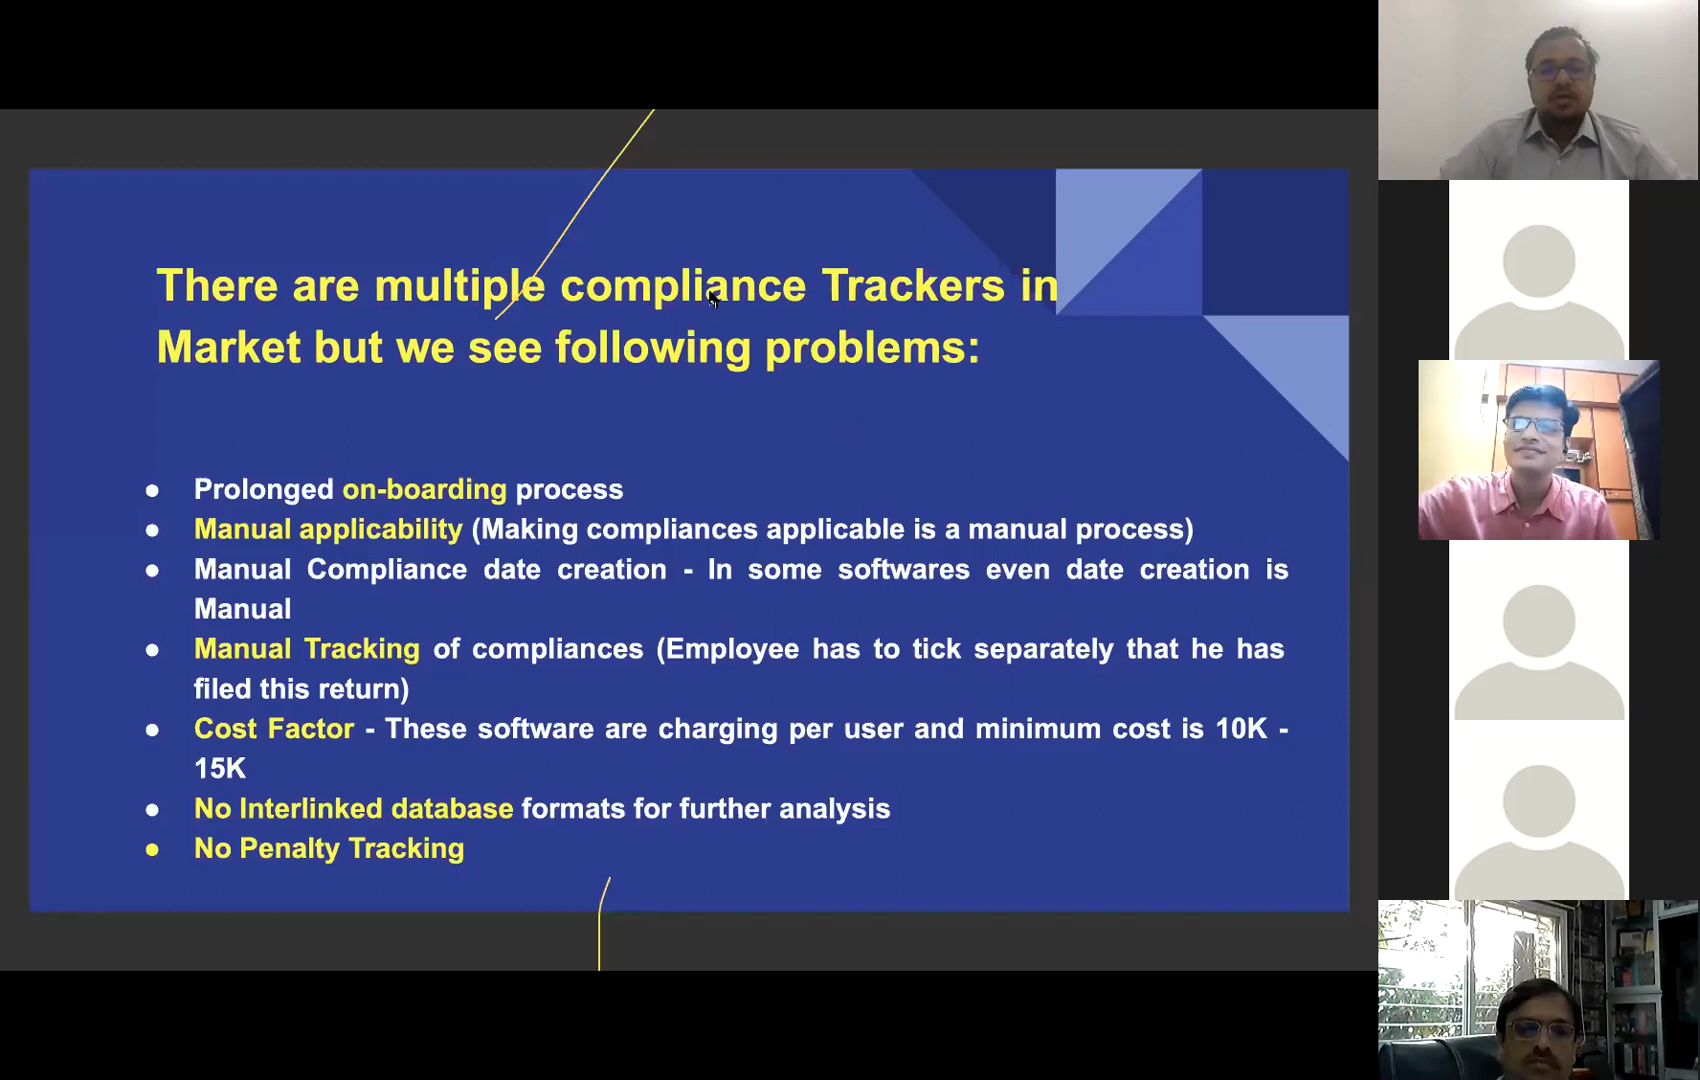 There are multiple compliance Trackers in
Market but we see following problems:
● Prolonged on-boarding process
● Manual applicability (Making compliances applicable is a manual process)
● Manual Compliance date creation - In some softwares even date creation is
Manual
● Manual Tracking of compliances (Employee has to tick separately that he has
filed this return)
● Cost Factor - These software are charging per user and minimum cost is 10K -
15K
● No Interlinked database formats for further analysis
● No Penalty Tracking